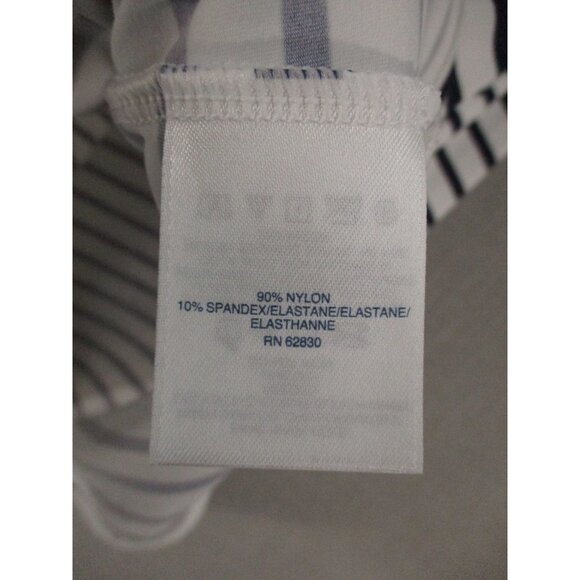 90% NYLON
10% SPANDEX/ELASTANE/ELASTANE/
ELASTHANNE
RN 62830